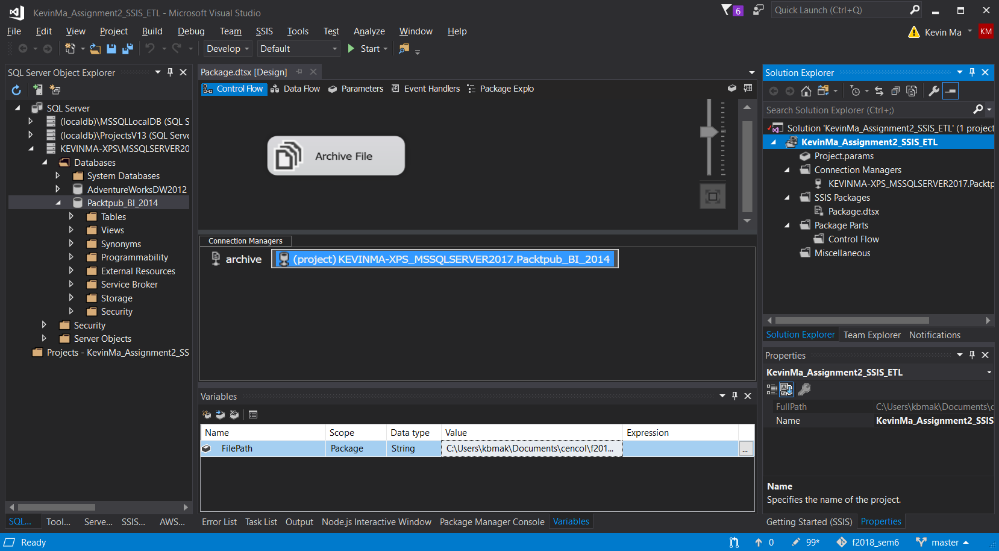 KevinMa_Assignment2_SSIS_ETL - Microsoft Visual Studio
6
Quick Launch (Ctrl+Q)
File Edit View Project Build Debug Team SSIS Tools Test Analyze Window Help
Kevin Ma
KM
Develop
Default
Start
SQL Server Object Explorer
SQL Server
(localdb)\MSSQLLocalDB (SQL S
(localdb)\ProjectsV13 (SQL Serve
KEVINMA-XPS\MSSQLSERVER20
Databases
System Databases
AdventureWorksDW2012
Packtpub_BI_2014
Tables
Views
Synonyms
Programmability
External Resources
Service Broker
Storage
Security
Security
Server Objects
Projects - KevinMa_Assignment2_SS
SQL... Tool... Serve... SSIS... AWS...
Package.dtsx [Design]
Control Flow Data Flow Parameters Event Handlers Package Explo
Archive File
Connection Managers
archive
(project) KEVINMA-XPS_MSSQLSERVER2017.Packtpub_BI_2014
Variables
Name Scope Data type Value Expression
FilePath Package String C:\Users\kbmak\Documents\cencol\f201... ...
Error List Task List Output Node.js Interactive Window Package Manager Console Variables
Solution Explorer
Search Solution Explorer (Ctrl+;)
Solution 'KevinMa_Assignment2_SSIS_ETL' (1 project
KevinMa_Assignment2_SSIS_ETL
Project.params
Connection Managers
KEVINMA-XPS_MSSQLSERVER2017.Packtp
SSIS Packages
Package.dtsx
Package Parts
Control Flow
Miscellaneous
Solution Explorer Team Explorer Notifications
Properties
KevinMa_Assignment2_SSIS_ETL
FullPath C:\Users\kbmak\Documents\c
Name KevinMa_Assignment2_SSIS
Name
Specifies the name of the project.
Getting Started (SSIS) Properties
Ready
0
99*
f2018_sem6
master